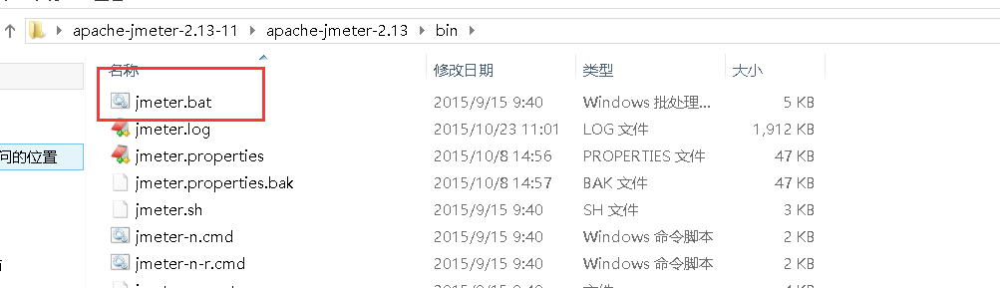 apache-jmeter-2.13-11 apache-jmeter-2.13 bin
名称 修改日期 类型 大小
jmeter.bat 2015/9/15 9:40 Windows 批处理... 5 KB
jmeter.log 2015/10/23 11:01 LOG 文件 1,912 KB
jmeter.properties 2015/10/8 14:56 PROPERTIES 文件 47 KB
问的位置
jmeter.properties.bak 2015/10/8 14:57 BAK 文件 47 KB
jmeter.sh 2015/9/15 9:40 SH 文件 3 KB
jmeter-n.cmd 2015/9/15 9:40 Windows 命令脚本 2 KB
jmeter-n-r.cmd 2015/9/15 9:40 Windows 命令脚本 2 KB